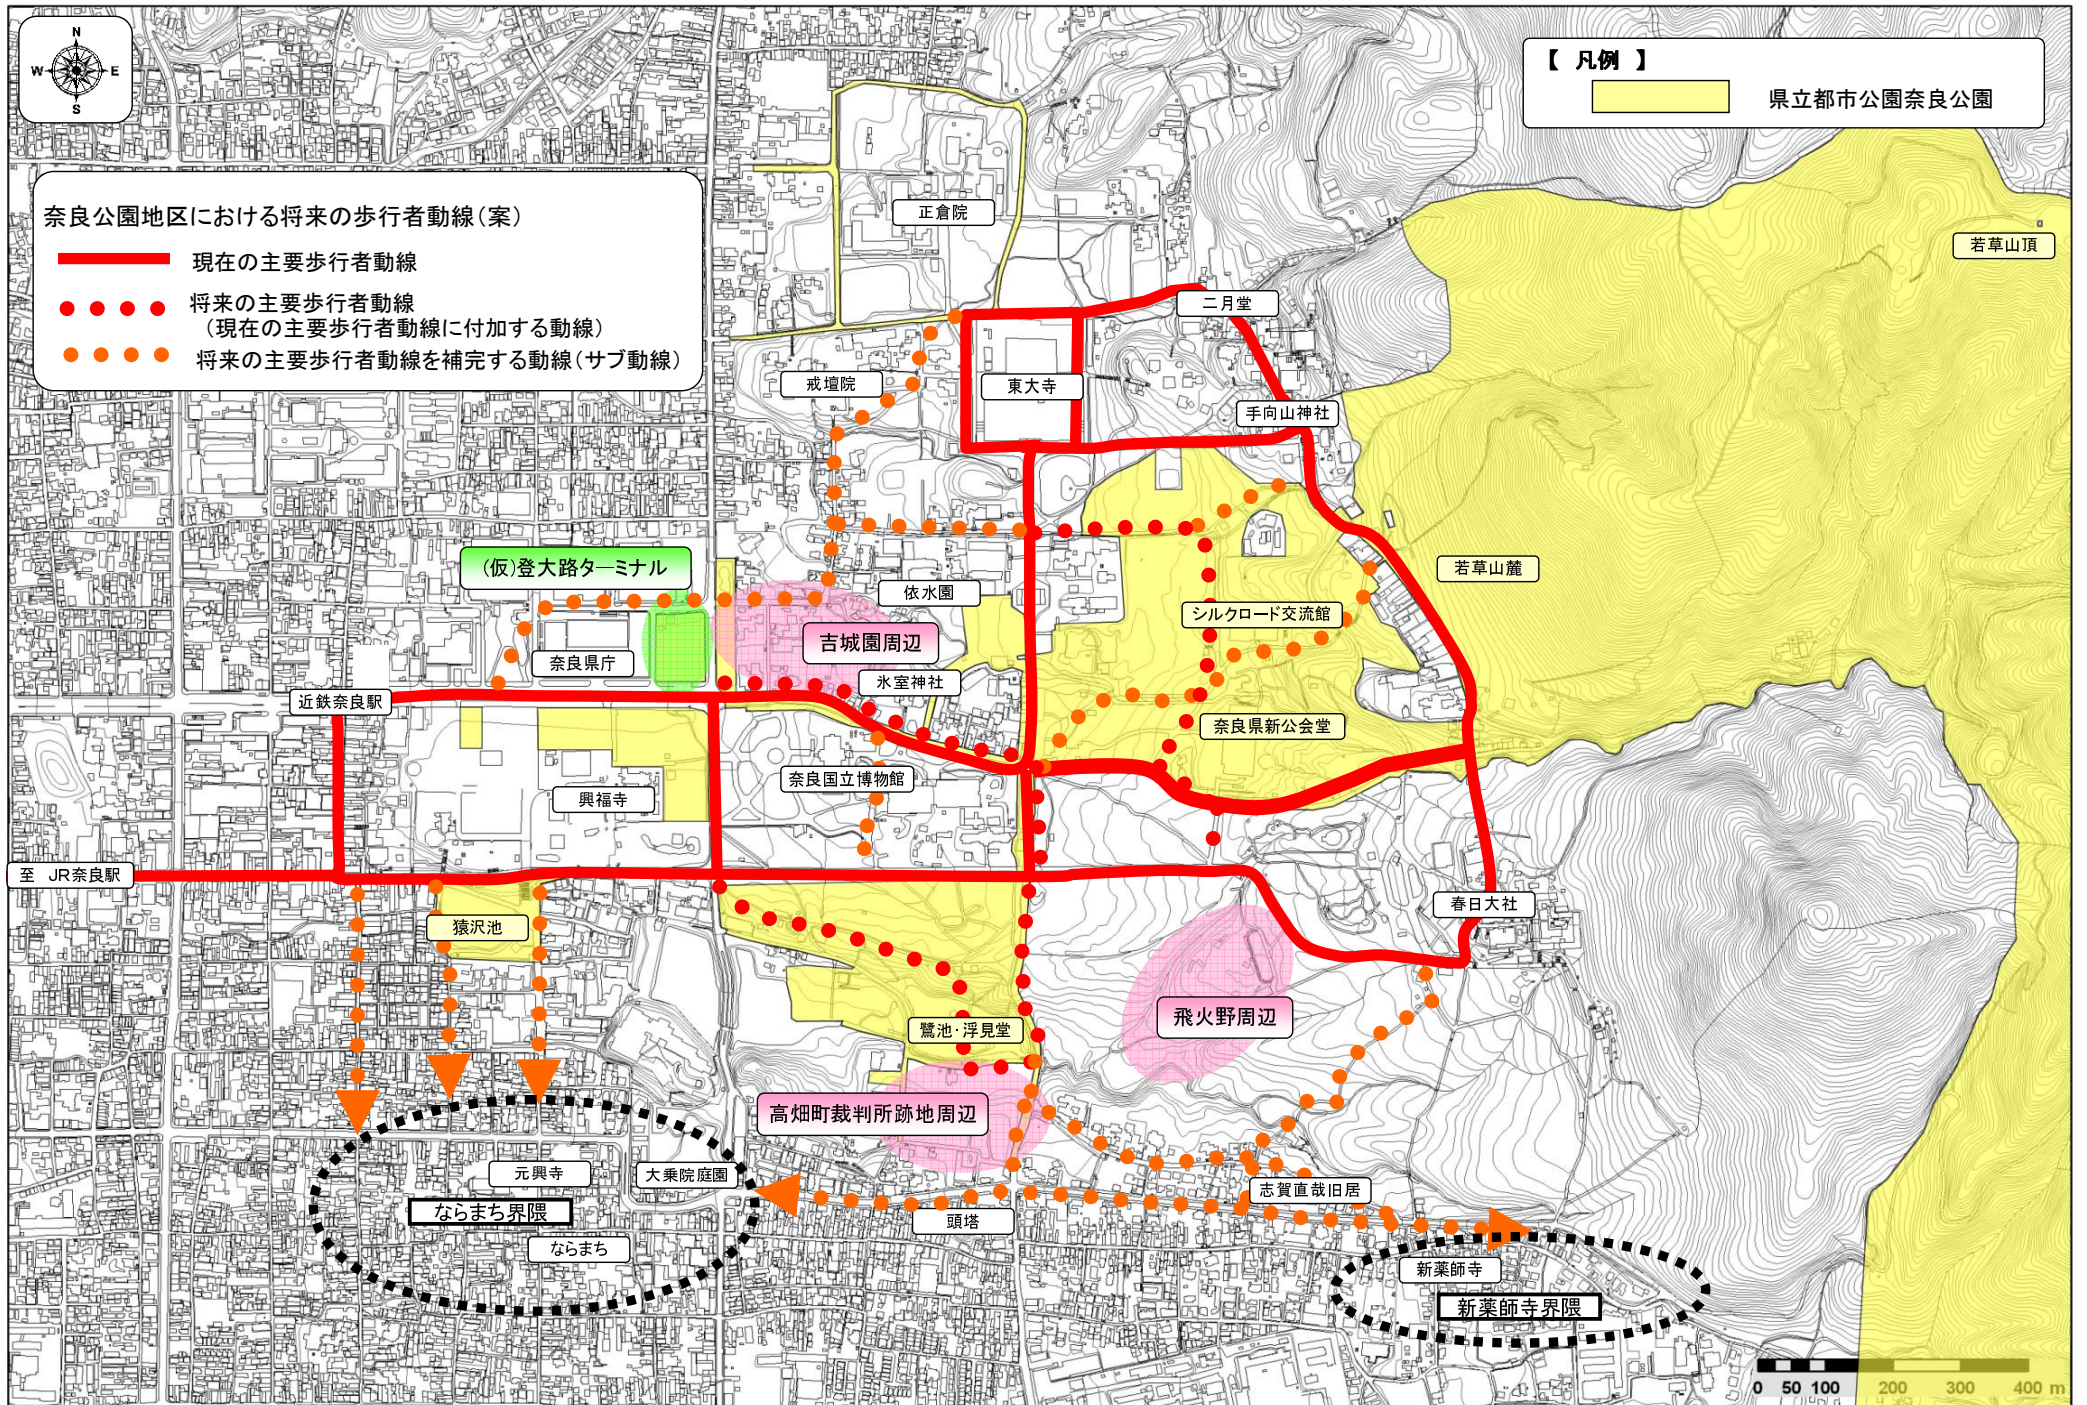 N
W E
S
【 凡例 】
県立都市公園奈良公園
奈良公園地区における将来の歩行者動線(案)
現在の主要歩行者動線
将来の主要歩行者動線
(現在の主要歩行者動線に付加する動線)
将来の主要歩行者動線を補完する動線(サブ動線)
正倉院
若草山頂
二月堂
戒壇院
東大寺
手向山神社
(仮)登大路ターミナル
若草山麓
依水園
シルクロード交流館
吉城園周辺
奈良県庁
氷室神社
近鉄奈良駅
奈良県新公会堂
奈良国立博物館
興福寺
至 JR奈良駅
春日大社
猿沢池
飛火野周辺
鷺池・浮見堂
高畑町裁判所跡地周辺
元興寺
大乗院庭園
志賀直哉旧居
ならまち界隈
頭塔
ならまち
新薬師寺
新薬師寺界隈
0 50 100 200 300 400 m